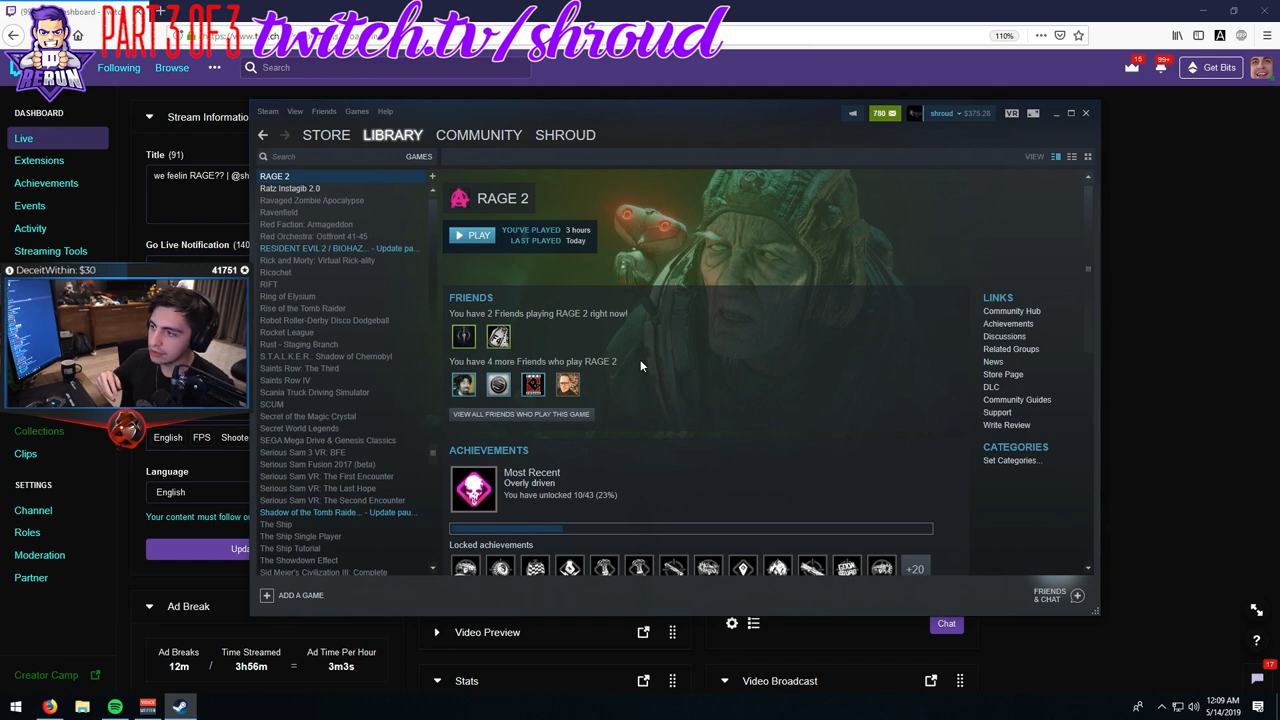 (99+) Dashboard - Twitch
PART 3 OF 3
twitch.tv/shroud
110%
RERUN
Following
Browse
Search
15
99+
Get Bits
DASHBOARD
Live
Extensions
Achievements
Events
Activity
Streaming Tools
Stream Informatio
Title (91)
we feelin RAGE?? | @sh
Go Live Notification (140
DeceitWithin: $30
41751
Collections
Clips
SETTINGS
Channel
Roles
Moderation
Partner
Creator Camp
English
FPS
Shoote
Language
English
Your content must follow ou
Upda
Ad Break
Ad Breaks
Time Streamed
Ad Time Per Hour
12m
/
3h56m
=
3m3s
Steam
View
Friends
Games
Help
780
shroud
$375.28
VR
STORE
LIBRARY
COMMUNITY
SHROUD
Search
GAMES
VIEW
RAGE 2
Ratz Instagib 2.0
Ravaged Zombie Apocalypse
Ravenfield
Red Faction: Armageddon
Red Orchestra: Ostfront 41-45
RESIDENT EVIL 2 / BIOHAZ... - Update pa...
Rick and Morty: Virtual Rick-ality
Ricochet
RIFT
Ring of Elysium
Rise of the Tomb Raider
Robot Roller-Derby Disco Dodgeball
Rocket League
Rust - Staging Branch
S.T.A.L.K.E.R.: Shadow of Chernobyl
Saints Row: The Third
Saints Row IV
Scania Truck Driving Simulator
SCUM
Secret of the Magic Crystal
Secret World Legends
SEGA Mega Drive & Genesis Classics
Serious Sam 3 VR: BFE
Serious Sam Fusion 2017 (beta)
Serious Sam VR: The First Encounter
Serious Sam VR: The Last Hope
Serious Sam VR: The Second Encounter
Shadow of the Tomb Raide... - Update pau...
The Ship
The Ship Single Player
The Ship Tutorial
The Showdown Effect
Sid Meier's Civilization III: Complete
ADD A GAME
RAGE 2
PLAY
YOU'VE PLAYED
3 hours
LAST PLAYED
Today
FRIENDS
You have 2 Friends playing RAGE 2 right now!
You have 4 more Friends who play RAGE 2
VIEW ALL FRIENDS WHO PLAY THIS GAME
ACHIEVEMENTS
Most Recent
Overly driven
You have unlocked 10/43 (23%)
Locked achievements
+20
LINKS
Community Hub
Achievements
Discussions
Related Groups
News
Store Page
DLC
Community Guides
Support
Write Review
CATEGORIES
Set Categories...
FRIENDS
& CHAT
Video Preview
Chat
Stats
Video Broadcast
17
12:09 AM
5/14/2019